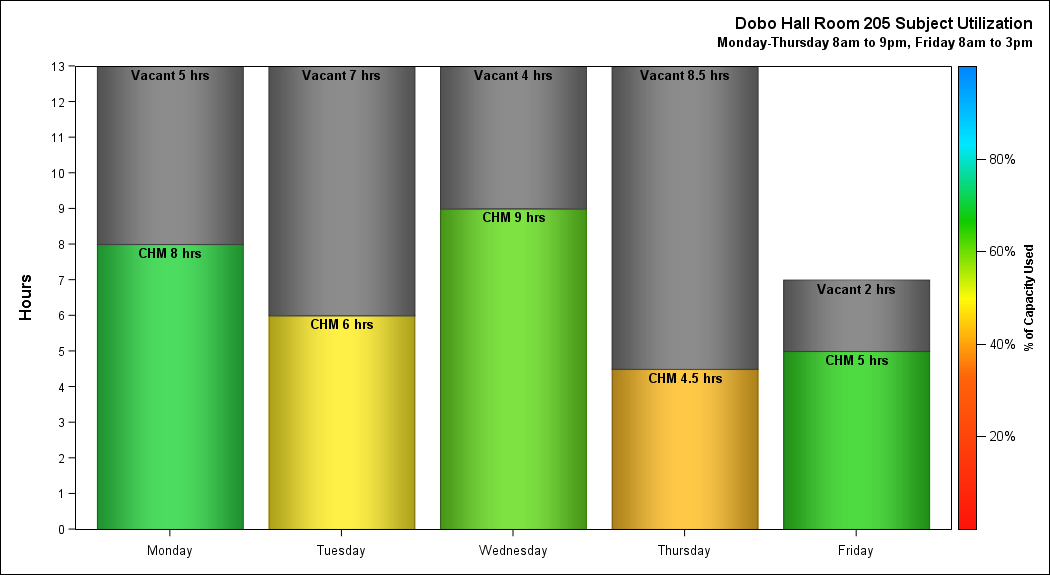 Dobo Hall Room 205 Subject Utilization
Monday-Thursday 8am to 9pm, Friday 8am to 3pm
Hours
13
12
11
10
9
8
7
6
5
4
3
2
1
0
Vacant 5 hrs
CHM 8 hrs
Vacant 7 hrs
CHM 6 hrs
Vacant 4 hrs
CHM 9 hrs
Vacant 8.5 hrs
CHM 4.5 hrs
Vacant 2 hrs
CHM 5 hrs
Monday
Tuesday
Wednesday
Thursday
Friday
80%
60%
40%
20%
% of Capacity Used